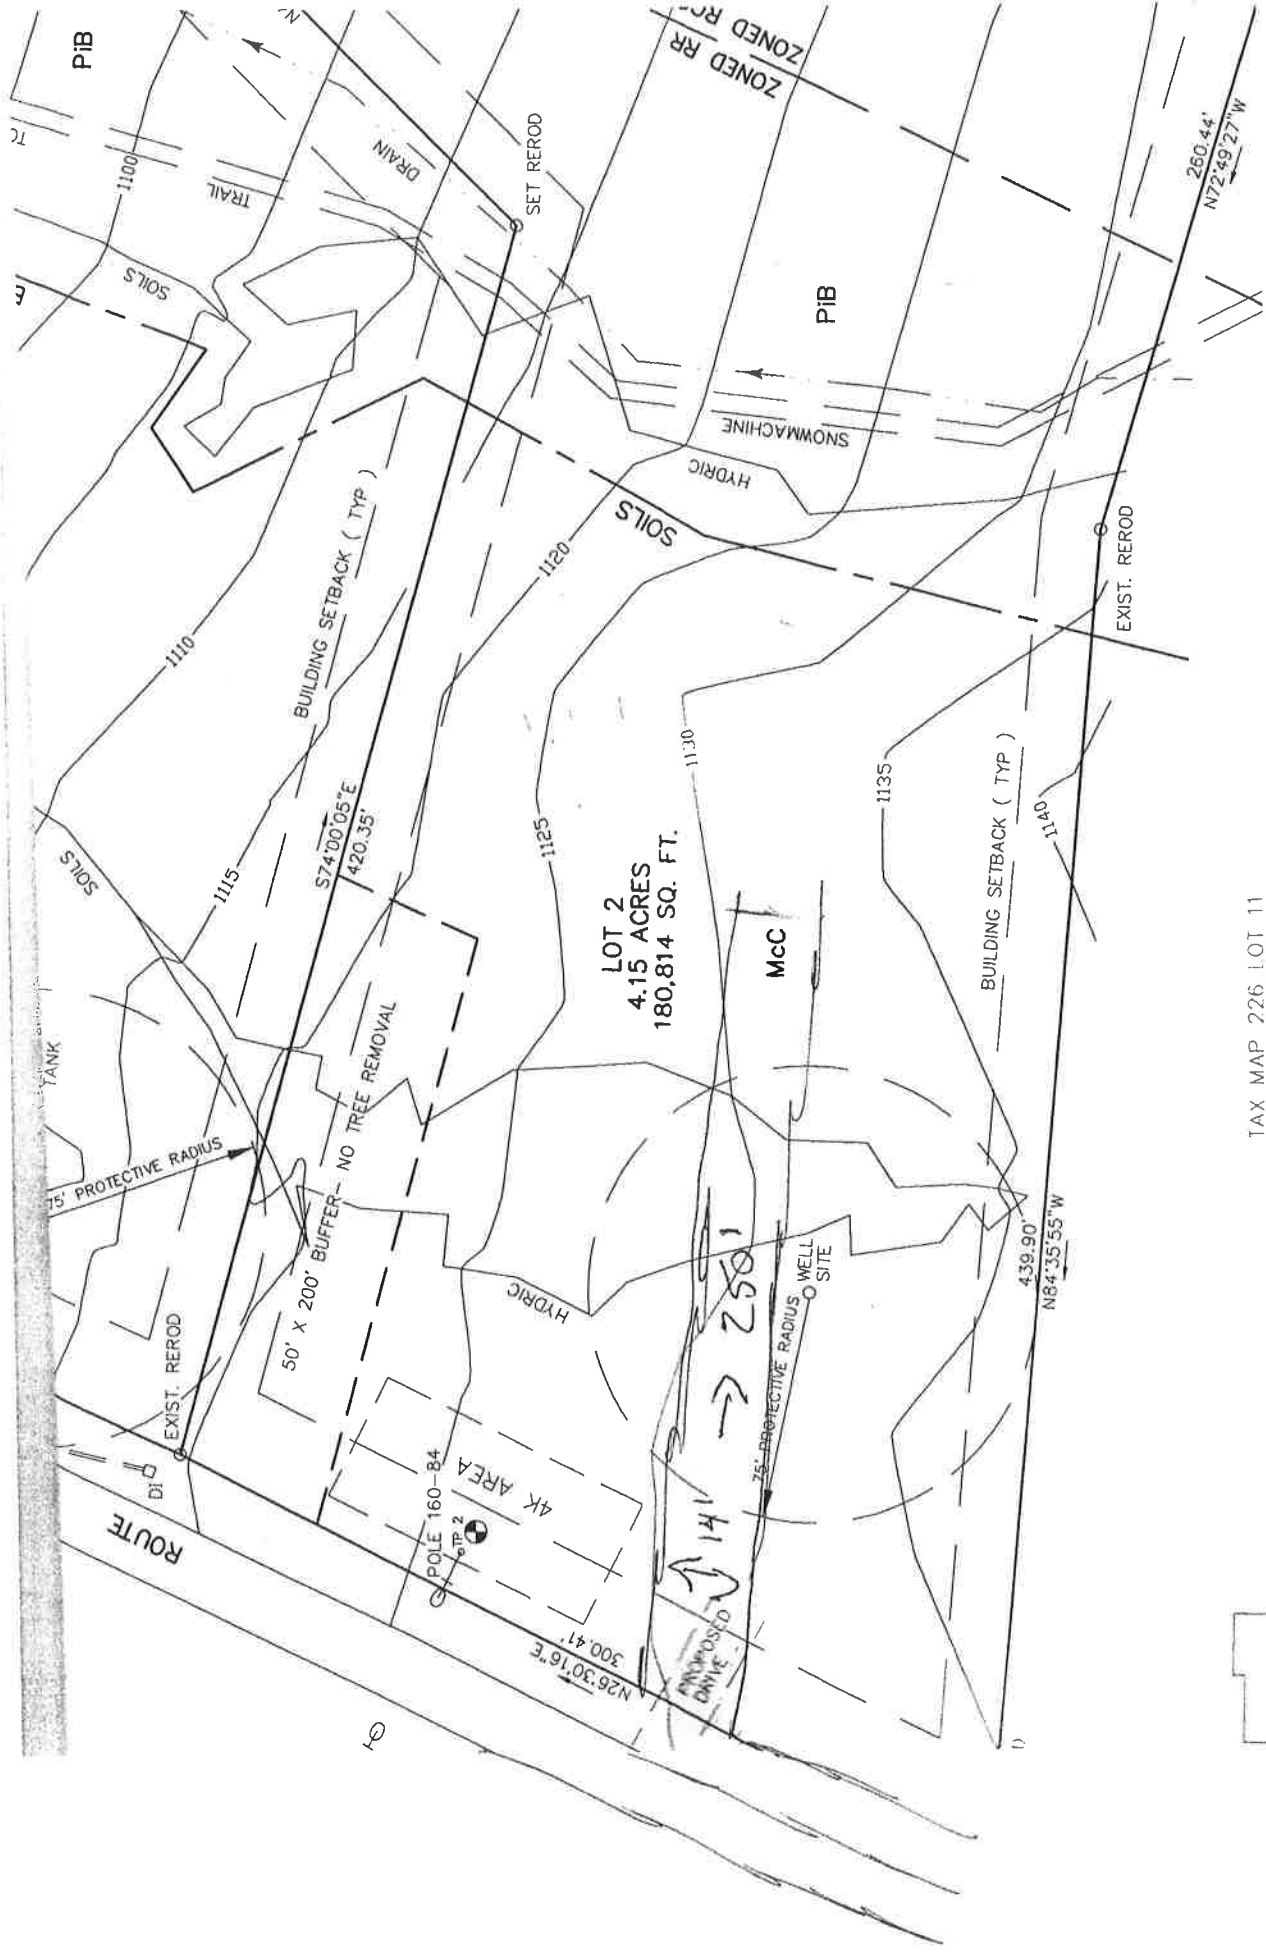 PiB
TO
1100
TRAIL
DRAIN
SET REROD
ZONED RR
260.44'
N72°49'27"W
SOILS
PiB
SNOWMACHINE
HYDRIC
SOILS
1110
BUILDING SETBACK ( TYP )
1120
EXIST. REROD
SOILS
1115
S74°00'05"E
420.35'
1125
1130
1135
1140
BUILDING SETBACK ( TYP )
LOT 2
4.15 ACRES
180,814 SQ. FT.
McC
TANK
75' PROTECTIVE RADIUS
50' X 200' BUFFER- NO TREE REMOVAL
HYDRIC
→ 250'
WELL
SITE
75' PROTECTIVE RADIUS
439.90'
N84°35'55"W
EXIST. REROD
DI
ROUTE
POLE 160-84
TP 2
4K AREA
14'
N26°30'16"E
300.41'
PROPOSED
DRIVE
TAX MAP 226 LOT 11